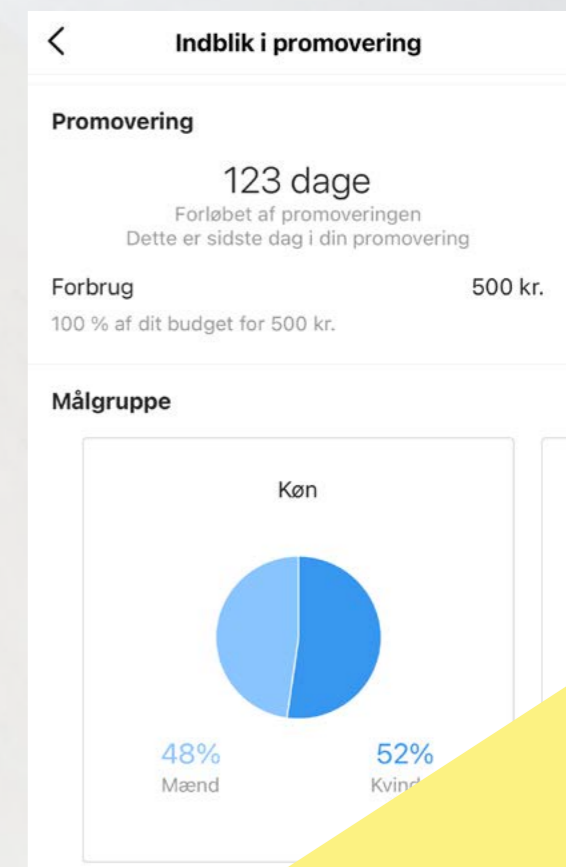 Indblik i promovering
Promovering
123 dage
Forløbet af promoveringen
Dette er sidste dag i din promovering
Forbrug 500 kr.
100 % af dit budget for 500 kr.
Målgruppe
Køn
48% 52%
Mænd